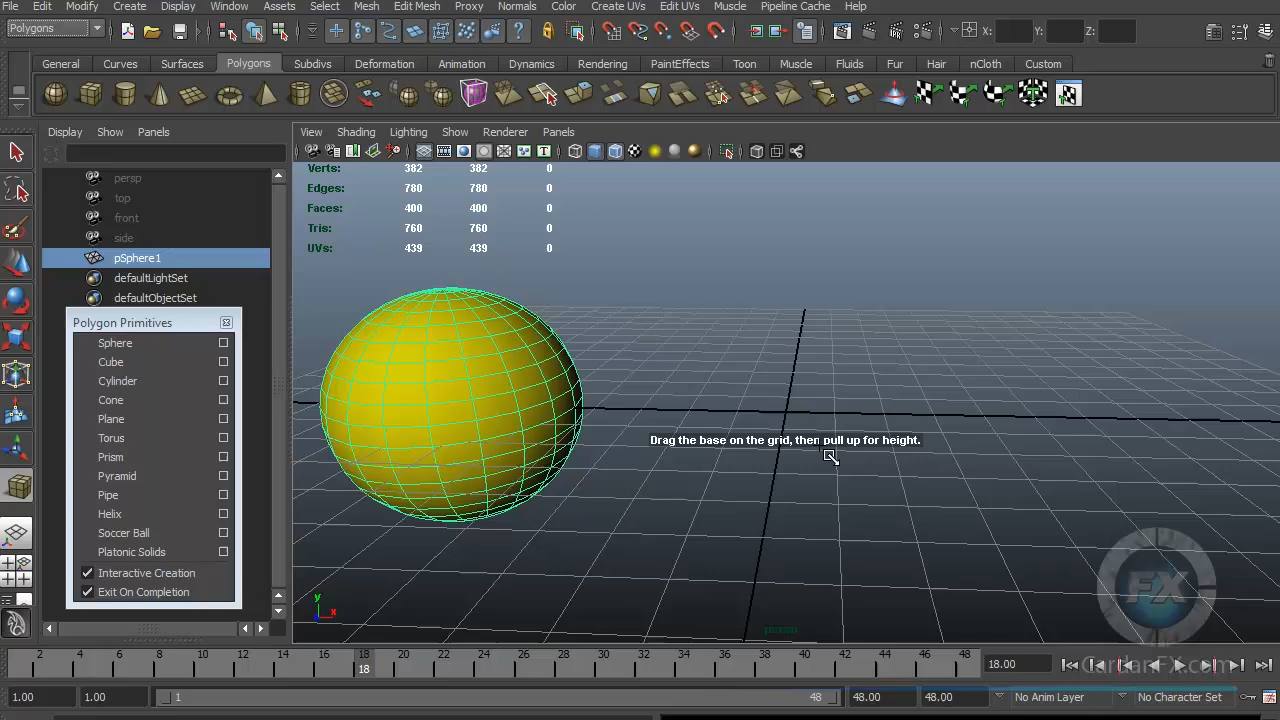 File Edit Modify Create Display Window Assets Select Mesh Edit Mesh Proxy Normals Color Create UVs Edit UVs Muscle Pipeline Cache Help
Polygons X: Y: Z:
General Curves Surfaces Polygons Subdivs Deformation Animation Dynamics Rendering PaintEffects Toon Muscle Fluids Fur Hair nCloth Custom
Display Show Panels
View Shading Lighting Show Renderer Panels
persp
top
front
side
pSphere1
defaultLightSet
defaultObjectSet
Polygon Primitives
Sphere
Cube
Cylinder
Cone
Plane
Torus
Prism
Pyramid
Pipe
Helix
Soccer Ball
Platonic Solids
Interactive Creation
Exit On Completion
Verts: 382 382 0
Edges: 780 780 0
Faces: 400 400 0
Tris: 760 760 0
UVs: 439 439 0
Drag the base on the grid, then pull up for height.
y
x
persp
FX
CardanFX.com
2 4 6 8 10 12 14 16 18 20 22 24 26 28 30 32 34 36 38 40 42 44 46 48
18
18.00
1.00 1.00 1 48 48.00 48.00 No Anim Layer No Character Set